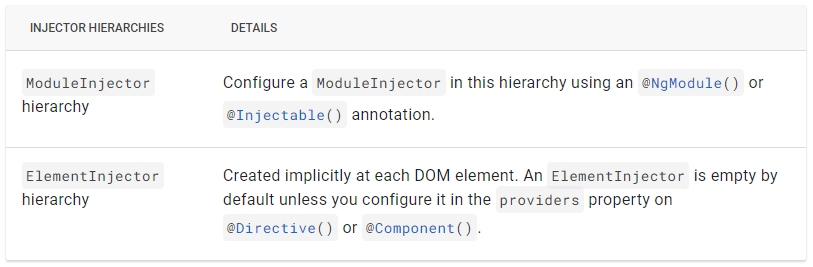 INJECTOR HIERARCHIES DETAILS
ModuleInjector hierarchy
Configure a ModuleInjector in this hierarchy using an @NgModule() or
@Injectable() annotation.
ElementInjector hierarchy
Created implicitly at each DOM element. An ElementInjector is empty by
default unless you configure it in the providers property on
@Directive() or @Component().